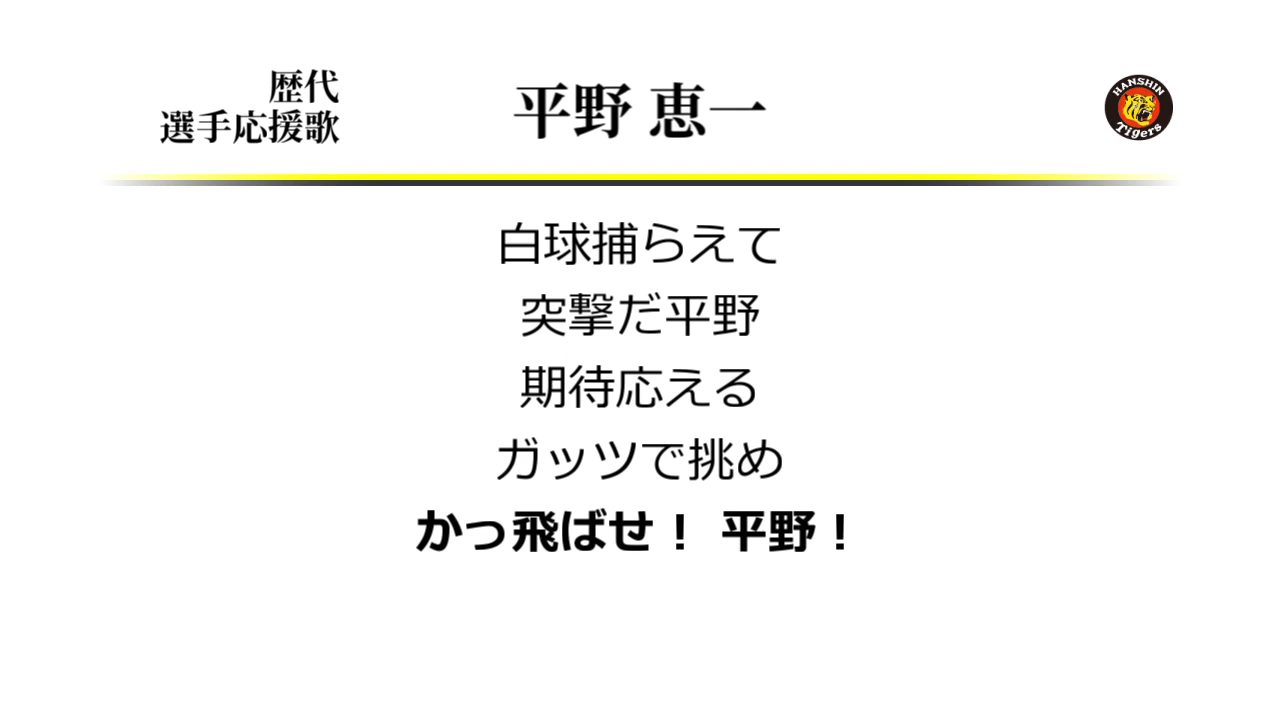 歴代
選手応援歌
平野 恵一
HANSHIN
Tigers
白球捕らえて
突撃だ平野
期待応える
ガッツで挑め
かっ飛ばせ！ 平野！